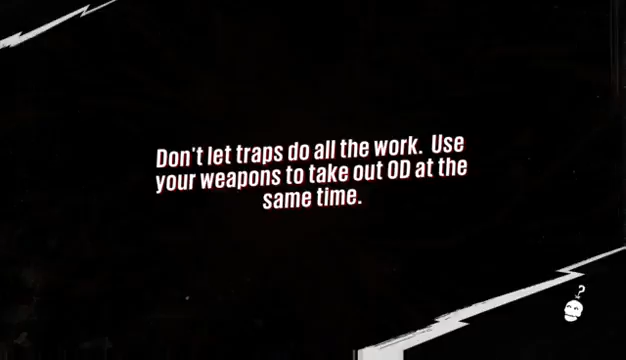 Don't let traps do all the work.  Use
your weapons to take out OD at the
same time.
?